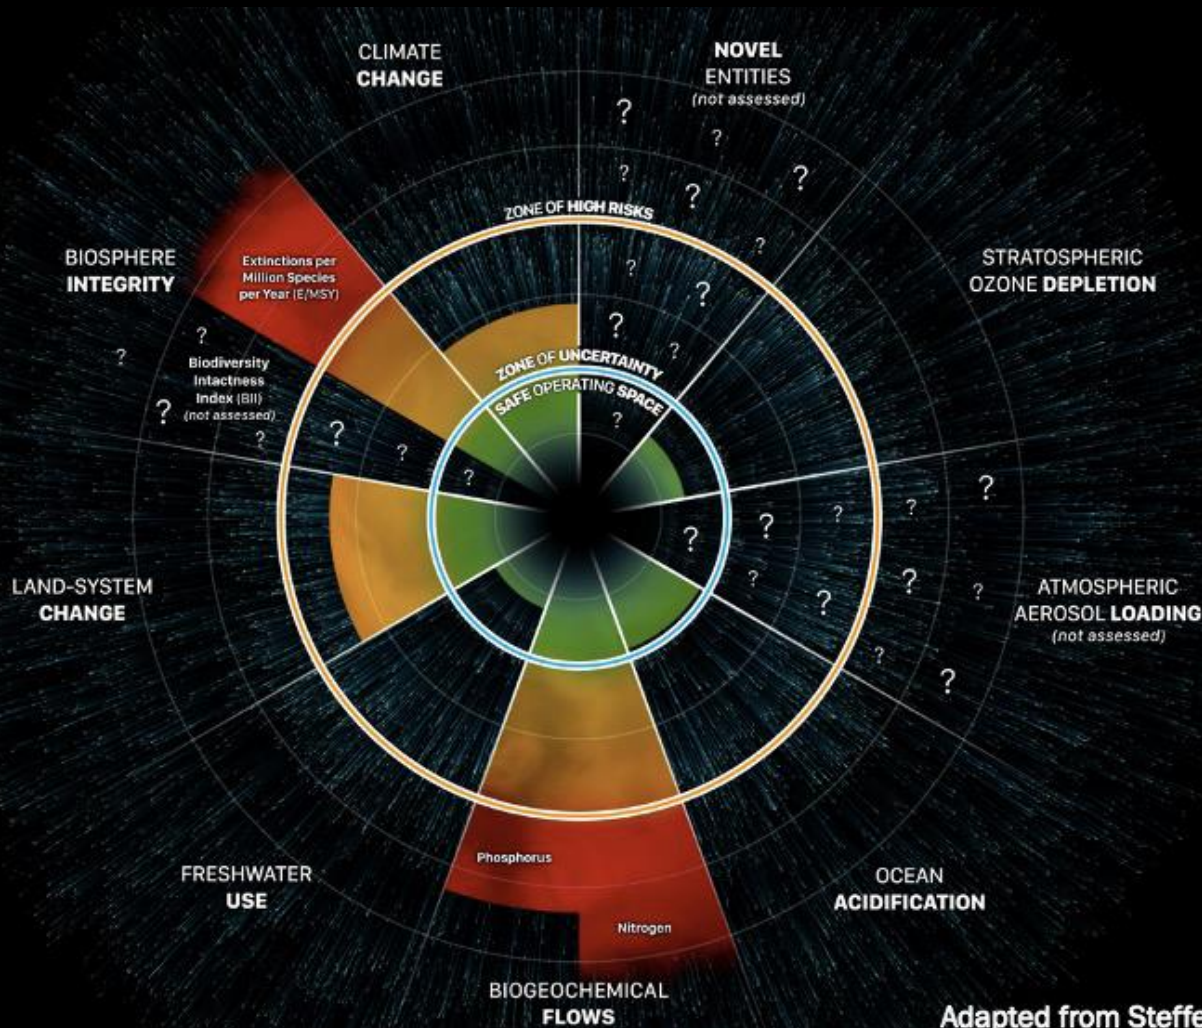 CLIMATE
CHANGE
NOVEL
ENTITIES
(not assessed)
?
?
?
?
?
ZONE OF HIGH RISKS
?
BIOSPHERE
INTEGRITY
Extinctions per
Million Species
per Year (E/MSY)
STRATOSPHERIC
OZONE DEPLETION
?
?
?
?
?
?
Biodiversity
Intactness
Index (BII)
(not assessed)
?
?
?
?
?
ZONE OF UNCERTAINTY
SAFE OPERATING SPACE
?
?
?
?
?
?
?
LAND-SYSTEM
CHANGE
?
?
?
?
ATMOSPHERIC
AEROSOL LOADING
(not assessed)
?
?
FRESHWATER
USE
Phosphorus
Nitrogen
OCEAN
ACIDIFICATION
BIOGEOCHEMICAL
FLOWS
Adapted from Steffe